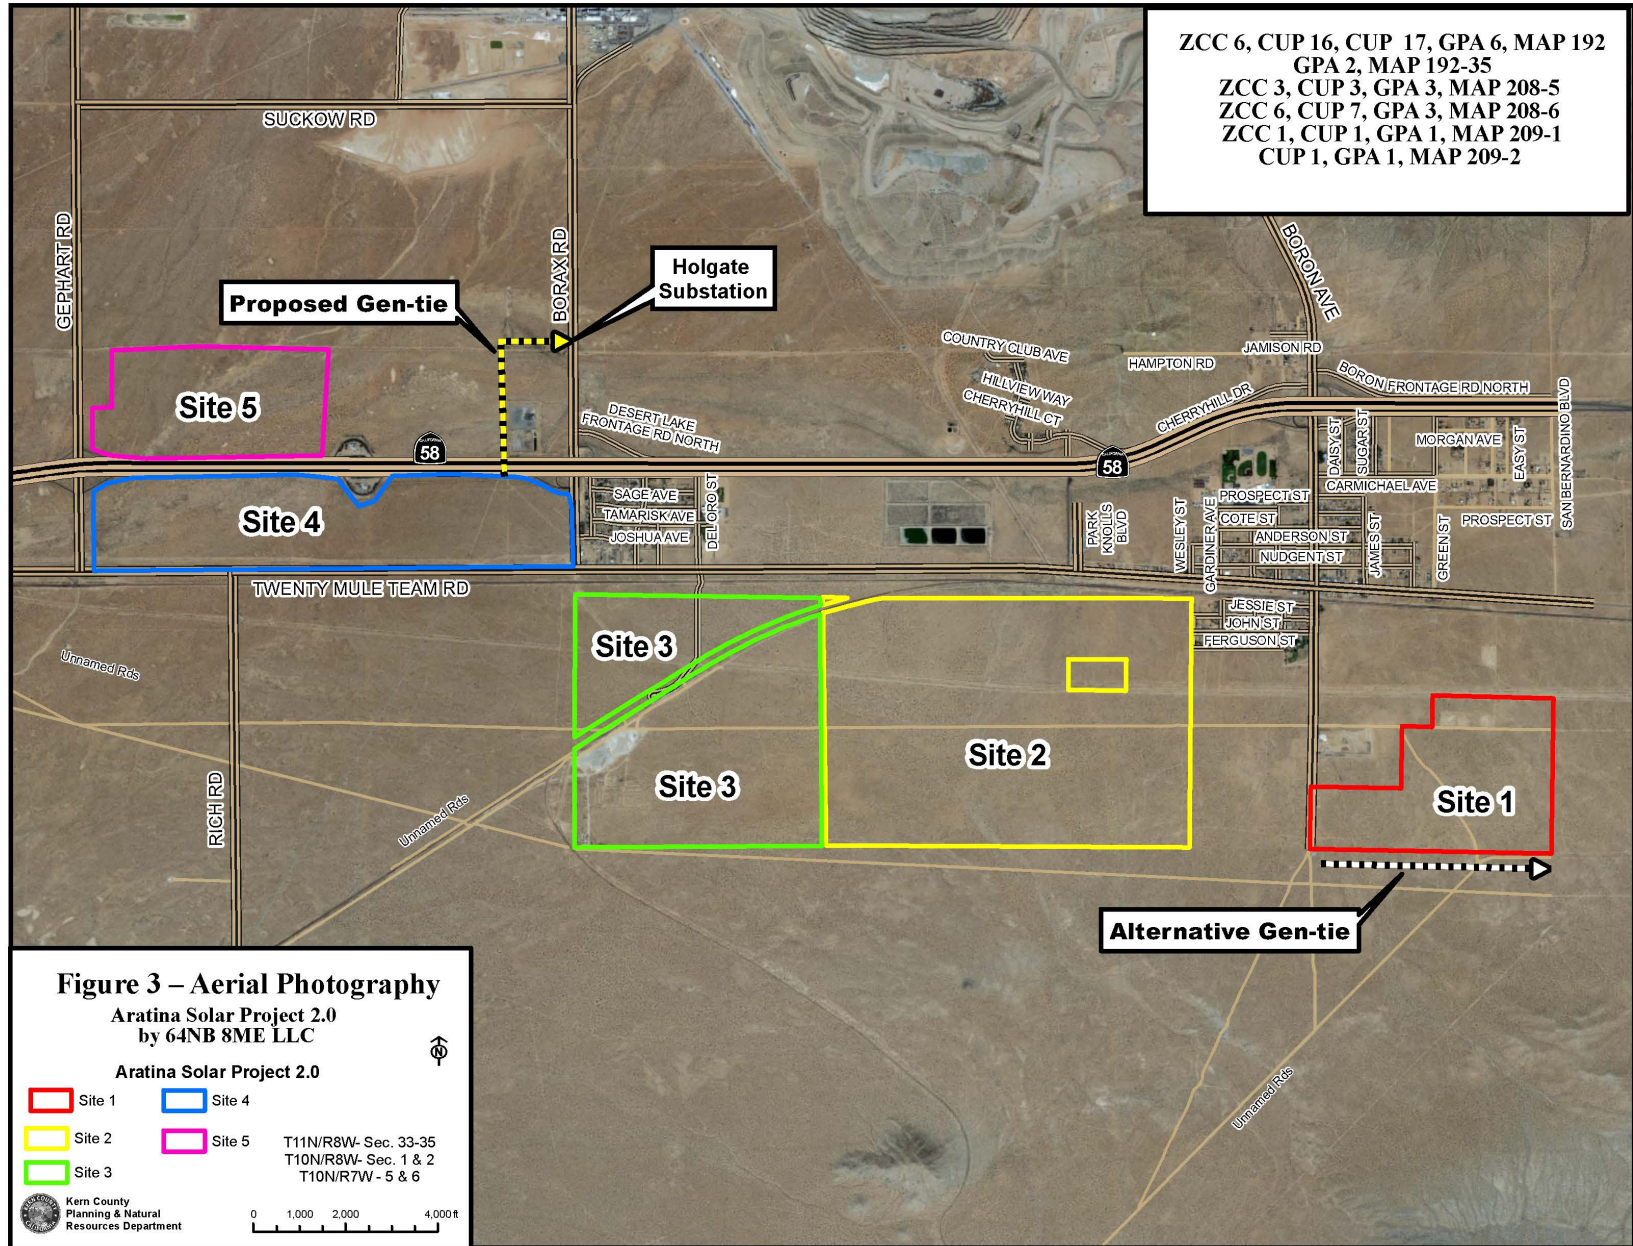 ZCC 6, CUP 16, CUP 17, GPA 6, MAP 192
GPA 2, MAP 192-35
ZCC 3, CUP 3, GPA 3, MAP 208-5
ZCC 6, CUP 7, GPA 3, MAP 208-6
ZCC 1, CUP 1, GPA 1, MAP 209-1
CUP 1, GPA 1, MAP 209-2
SUCKOW RD
GEPHART RD
BORAX RD
BORON AVE
Holgate
Substation
Proposed Gen-tie
COUNTRY CLUB AVE
HAMPTON RD
JAMISON RD
HILLVIEW WAY
CHERRYHILL CT
CHERRYHILL DR
BORON FRONTAGE RD NORTH
SAN BERNARDINO BLVD
Site 5
DESERT LAKE
FRONTAGE RD NORTH
CALIFORNIA
58
CALIFORNIA
58
DAISY ST
SUGAR ST
MORGAN AVE
EASY ST
CARMICHAEL AVE
Site 4
SAGE AVE
TAMARISK AVE
JOSHUA AVE
DEL ORO ST
PARK
KNOLLS
BLVD
WESLEY ST
GARDINER AVE
PROSPECT ST
COTE ST
ANDERSON ST
NUDGENT ST
JAMES ST
GREEN ST
PROSPECT ST
TWENTY MULE TEAM RD
JESSIE ST
JOHN ST
FERGUSON ST
Unnamed Rds
Site 3
Site 2
Site 3
Site 1
RICH RD
Unnamed Rds
Alternative Gen-tie
Unnamed Rds
Figure 3 – Aerial Photography
Aratina Solar Project 2.0
by 64NB 8ME LLC
N
Aratina Solar Project 2.0
Site 1
Site 4
Site 2
Site 5
Site 3
T11N/R8W- Sec. 33-35
T10N/R8W- Sec. 1 & 2
T10N/R7W - 5 & 6
KERN COUNTY
CALIFORNIA
Kern County
Planning & Natural
Resources Department
0 1,000 2,000 4,000 ft